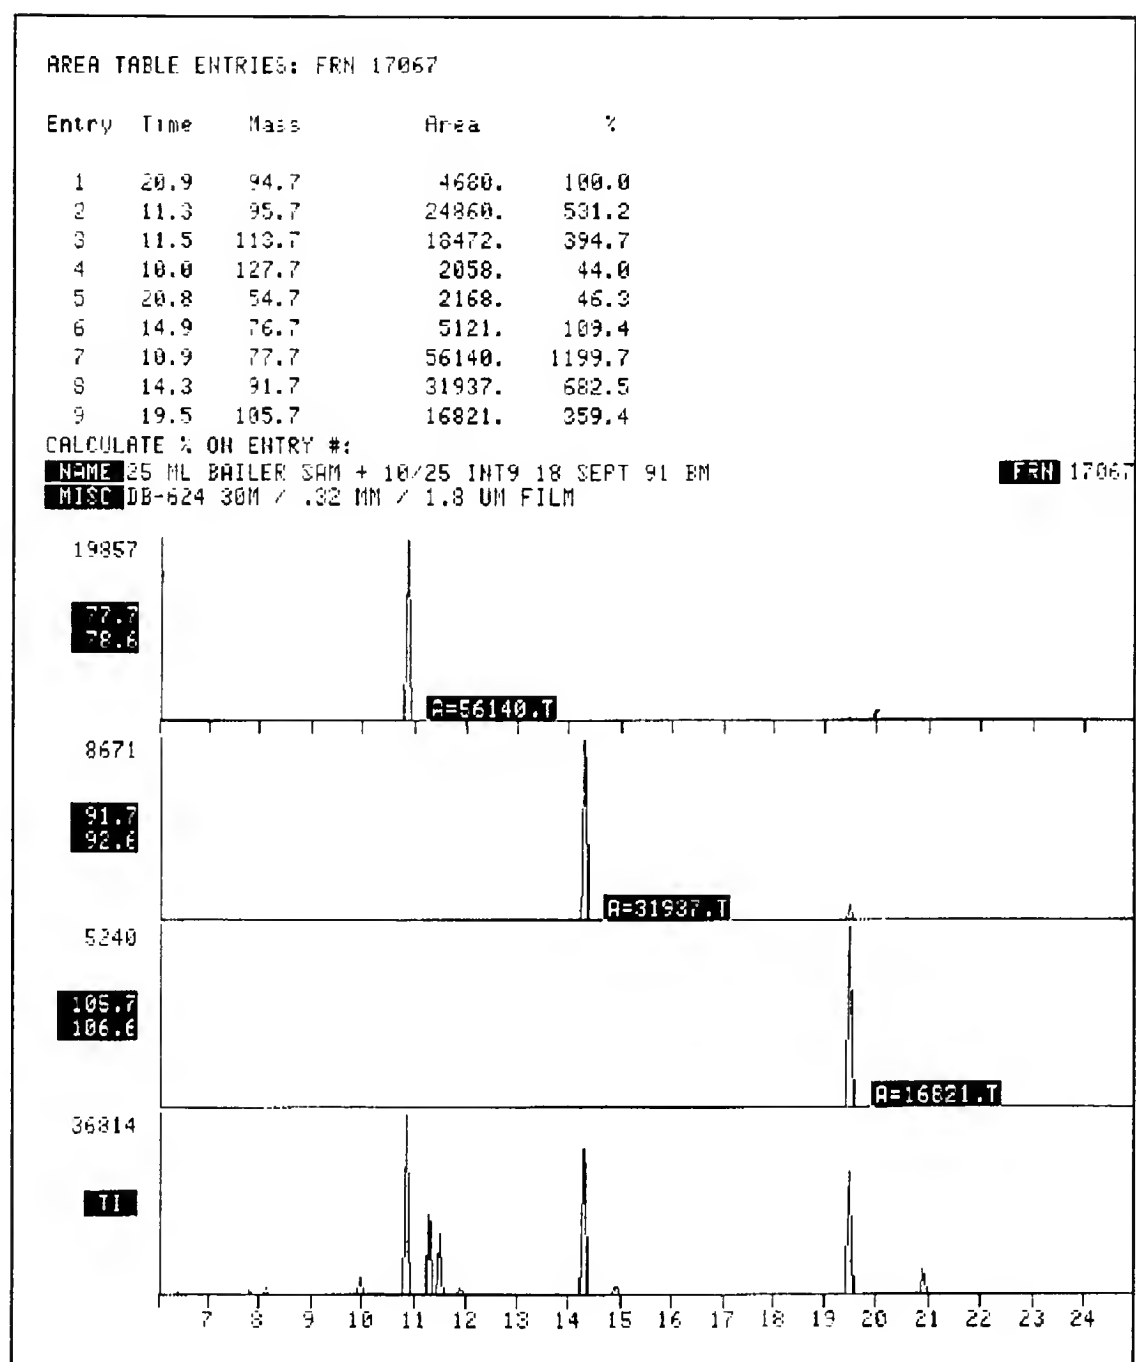 AREA TABLE ENTRIES: FRN 17067
Entry Time Mass Area %
1 20.9 94.7 4680. 100.0
2 11.3 95.7 24860. 531.2
3 11.5 113.7 18472. 394.7
4 10.0 127.7 2058. 44.0
5 20.8 54.7 2168. 46.3
6 14.9 76.7 5121. 109.4
7 10.9 77.7 56140. 1199.7
8 14.3 91.7 31937. 682.5
9 19.5 105.7 16821. 359.4
CALCULATE % ON ENTRY #:
NAME 25 ML BAILER SAM + 10/25 INT9 18 SEPT 91 BM FRN 17067
MISC DB-624 30M / .32 MM / 1.8 UM FILM
19857
77.7
78.6
A=56140.T
8671
91.7
92.6
A=31937.T
5240
105.7
106.6
A=16821.T
36814
TI
7 8 9 10 11 12 13 14 15 16 17 18 19 20 21 22 23 24